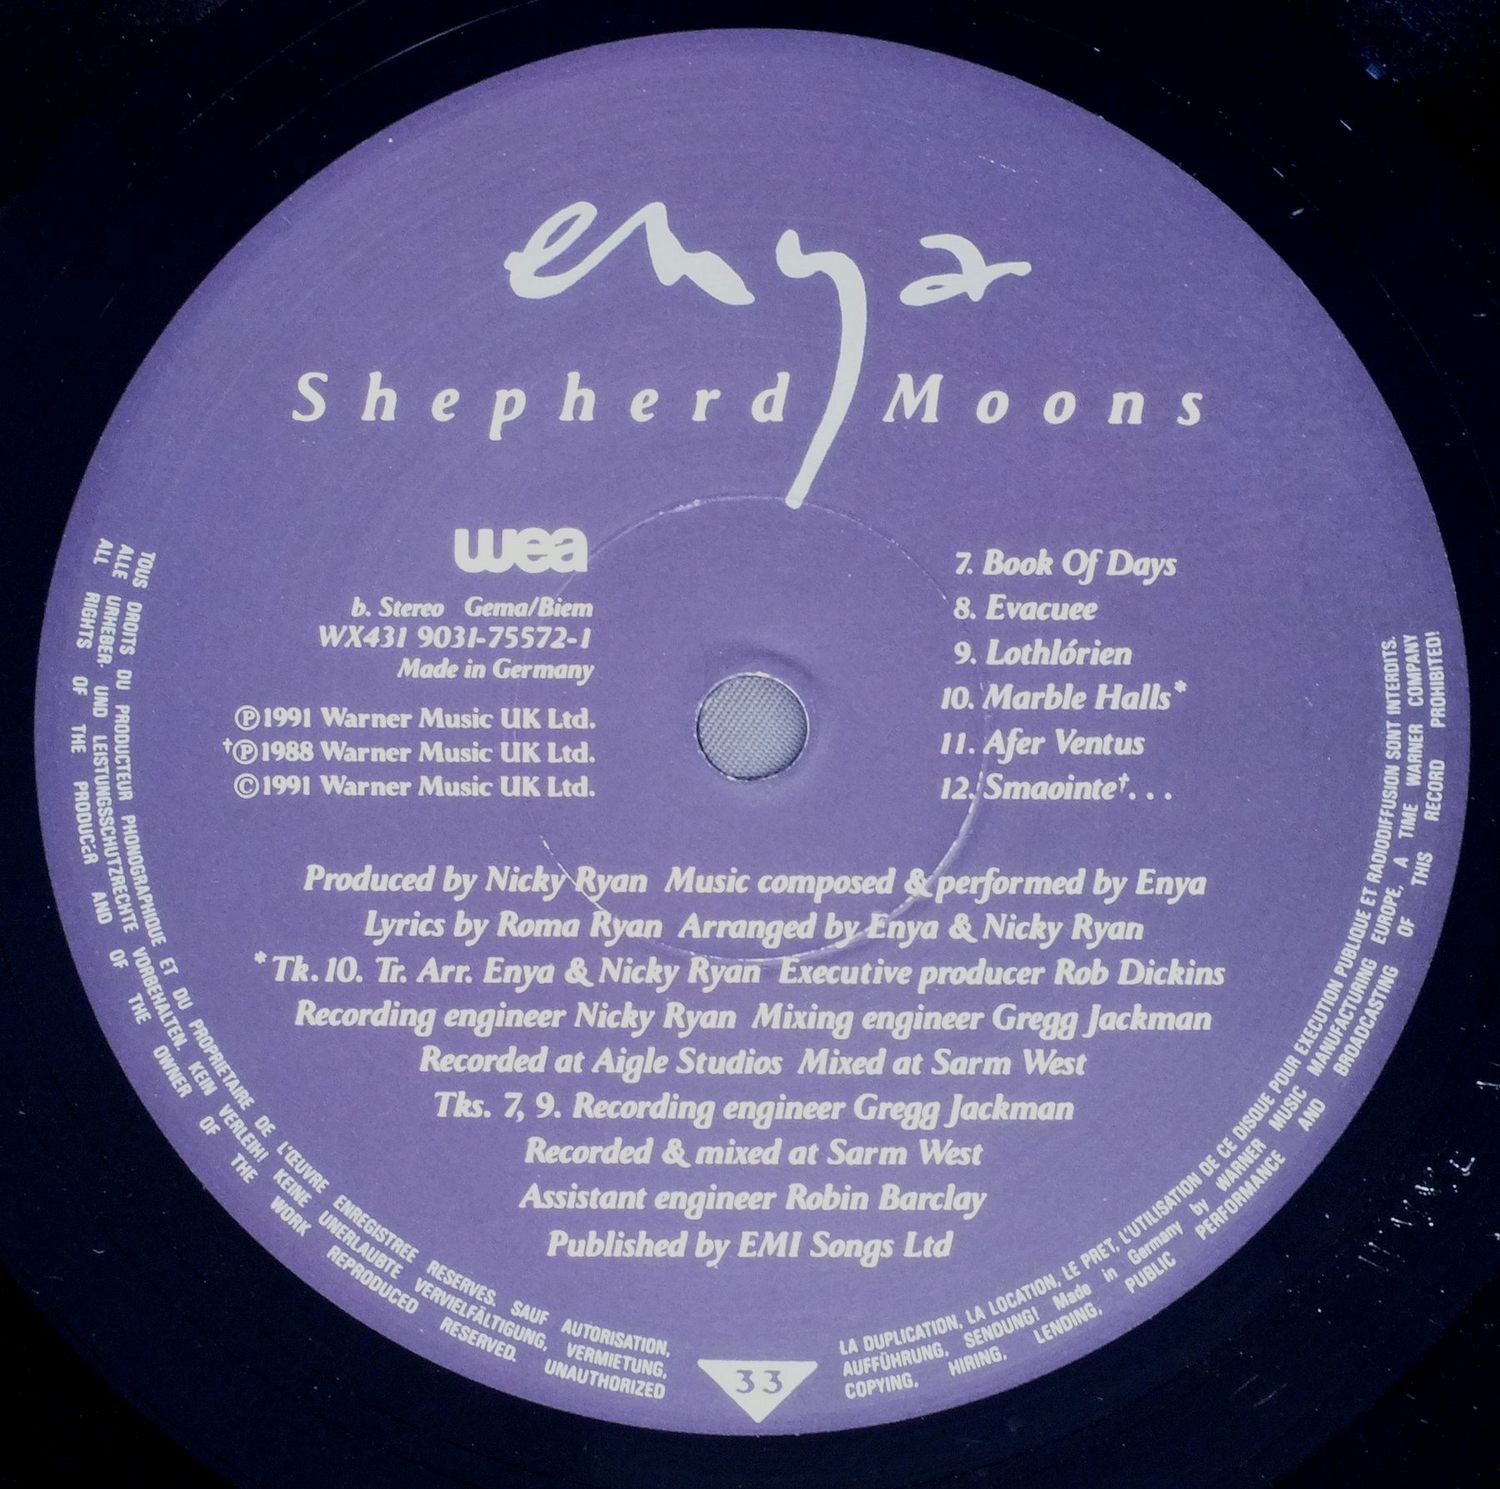 enya
Shepherd Moons
wea
b. Stereo Gema/Biem
WX431 9031-75572-1
Made in Germany
℗1991 Warner Music UK Ltd.
†℗1988 Warner Music UK Ltd.
©1991 Warner Music UK Ltd.
7. Book Of Days
8. Evacuee
9. Lothlórien
10. Marble Halls*
11. Afer Ventus
12. Smaointe†...
Produced by Nicky Ryan Music composed & performed by Enya
Lyrics by Roma Ryan Arranged by Enya & Nicky Ryan
*Tk. 10. Tr. Arr. Enya & Nicky Ryan Executive producer Rob Dickins
Recording engineer Nicky Ryan Mixing engineer Gregg Jackman
Recorded at Aigle Studios Mixed at Sarm West
Tks. 7, 9. Recording engineer Gregg Jackman
Recorded & mixed at Sarm West
Assistant engineer Robin Barclay
Published by EMI Songs Ltd
TOUS DROITS DU PRODUCTEUR PHONOGRAPHIQUE ET DU PROPRIETAIRE DE L'ŒUVRE ENREGISTREE RESERVES. SAUF AUTORISATION, LA DUPLICATION, LA LOCATION, LE PRET, L'UTILISATION DE CE DISQUE POUR EXECUTION PUBLIQUE ET RADIODIFFUSION SONT INTERDITS.
ALLE URHEBER- UND LEISTUNGSSCHUTZRECHTE VORBEHALTEN. KEIN VERLEIH! KEINE UNERLAUBTE VERVIELFÄLTIGUNG, VERMIETUNG, AUFFÜHRUNG, SENDUNG! Made in Germany by WARNER MUSIC MANUFACTURING EUROPE, A TIME WARNER COMPANY
ALL RIGHTS OF THE PRODUCER AND OF THE OWNER OF THE WORK REPRODUCED RESERVED. UNAUTHORIZED COPYING, HIRING, LENDING, PUBLIC PERFORMANCE AND BROADCASTING OF THIS RECORD PROHIBITED!
33